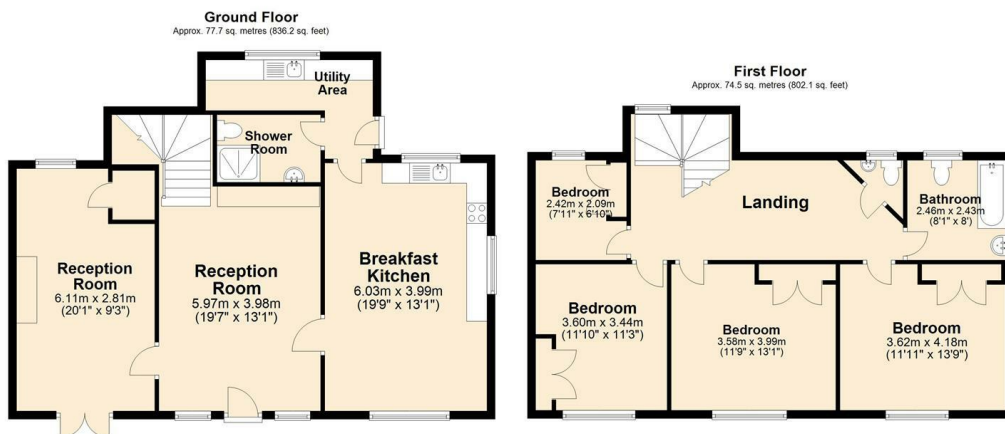 Ground Floor
Approx. 77.7 sq. metres (836.2 sq. feet)
Utility
Area
Shower
Room
Reception
Room
6.11m x 2.81m
(20'1" x 9'3")
Reception
Room
5.97m x 3.98m
(19'7" x 13'1")
Breakfast
Kitchen
6.03m x 3.99m
(19'9" x 13'1")
First Floor
Approx. 74.5 sq. metres (802.1 sq. feet)
Bedroom
2.42m x 2.09m
(7'11" x 6'10")
Landing
Bathroom
2.46m x 2.43m
(8'1" x 8')
Bedroom
3.60m x 3.44m
(11'10" x 11'3")
Bedroom
3.58m x 3.99m
(11'9" x 13'1")
Bedroom
3.62m x 4.18m
(11'11" x 13'9")